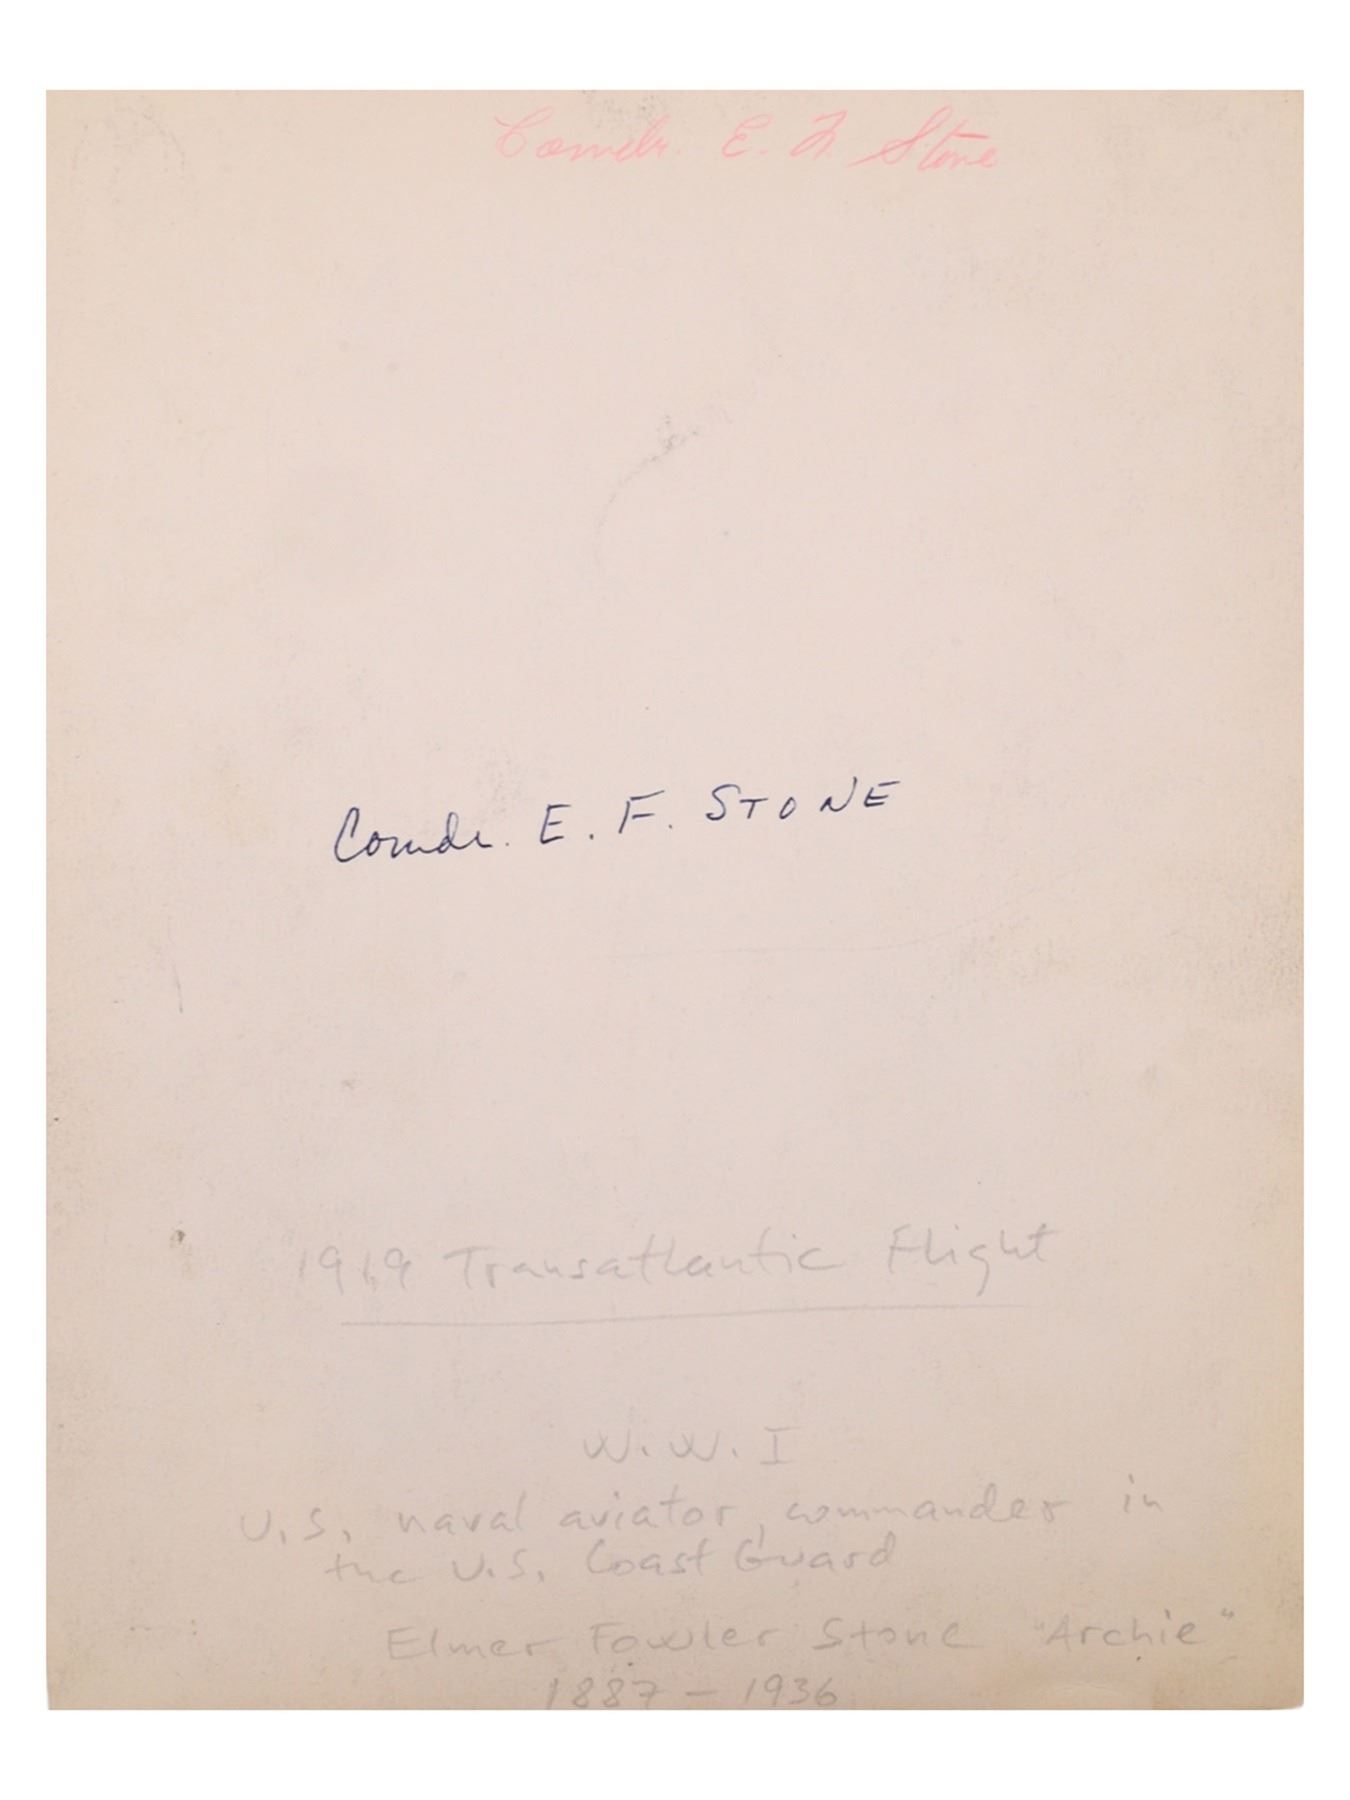 Comdr. E. F. Stone
Comdr. E. F. STONE
1919 Transatlantic Flight
W.W.I
U.S. naval aviator, commander in
the U.S. Coast Guard
Elmer Fowler Stone "Archie"
1887 - 1936